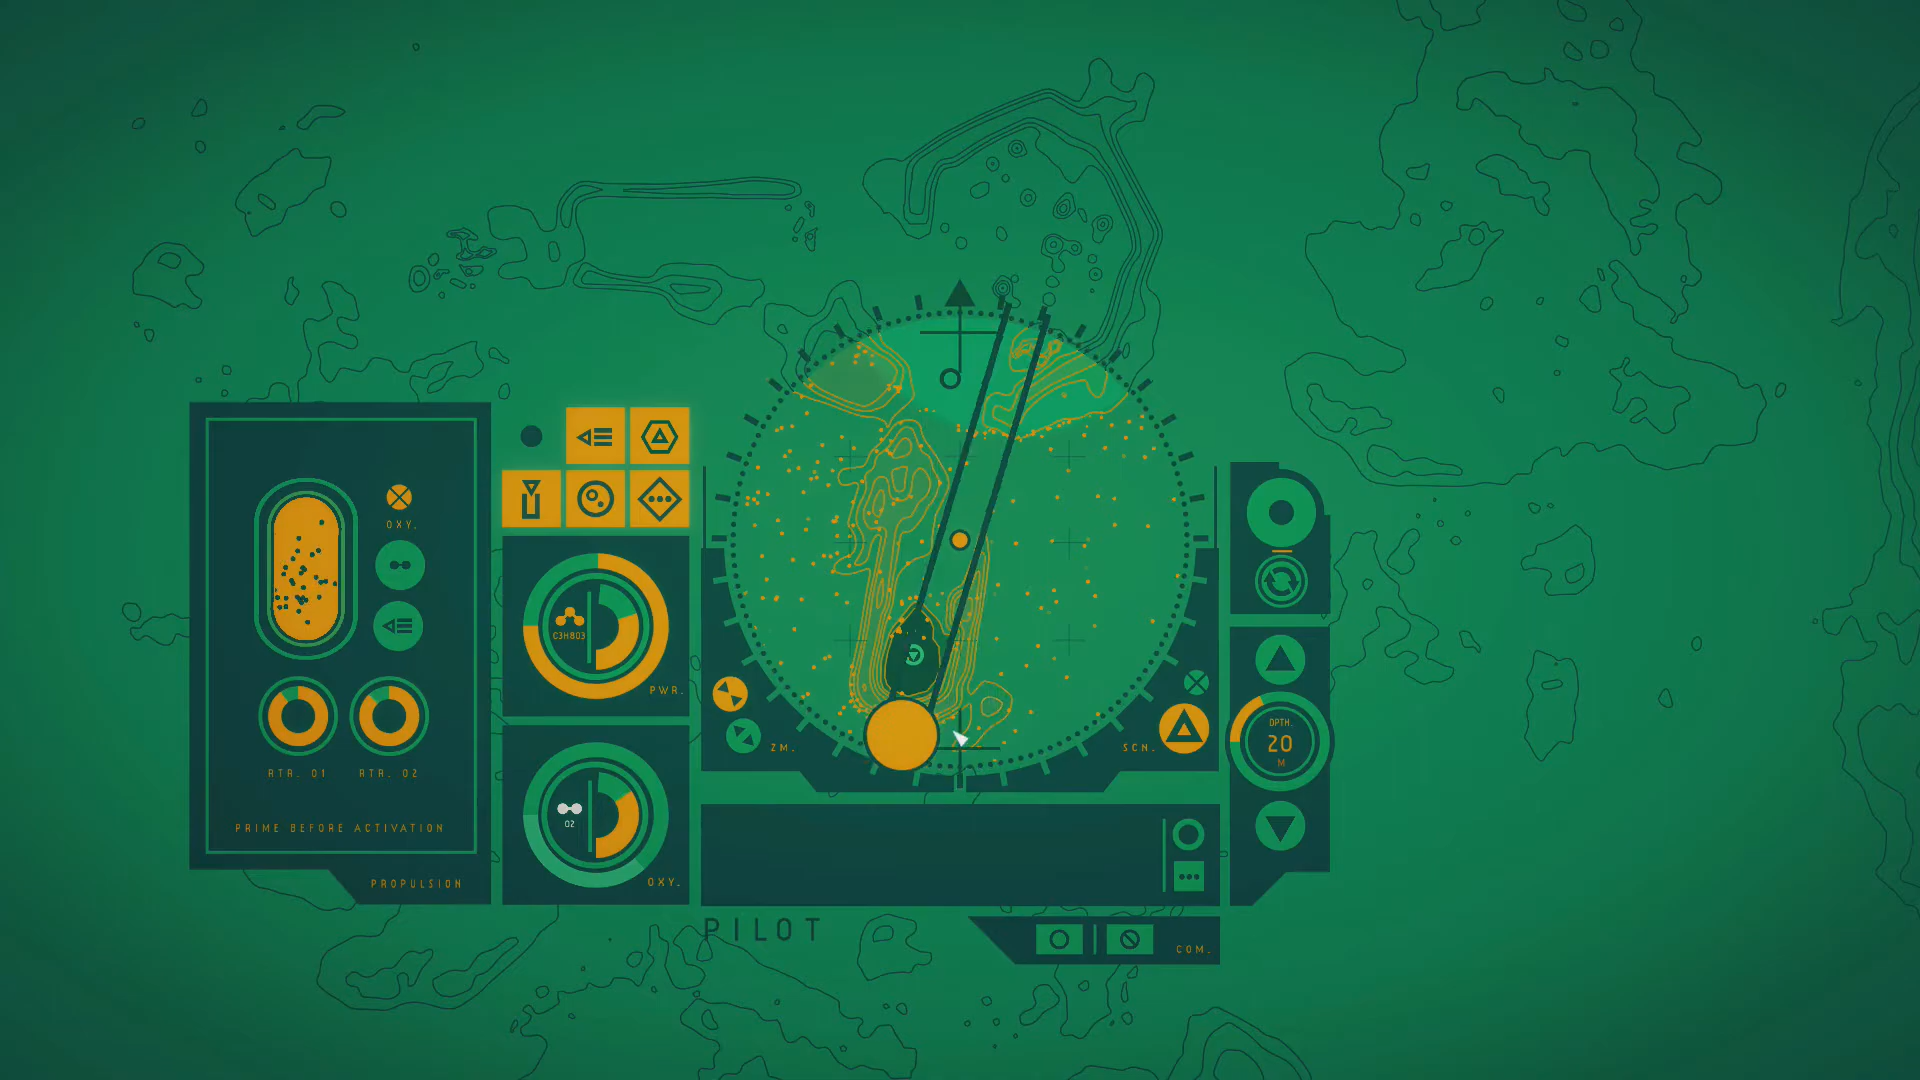 OXY.
RTR. 01
RTR. 02
PRIME BEFORE ACTIVATION
PROPULSION
C3H8O3
PWR.
O2
OXY.
ZM.
SCN.
DPTH.
20
M
PILOT
COM.